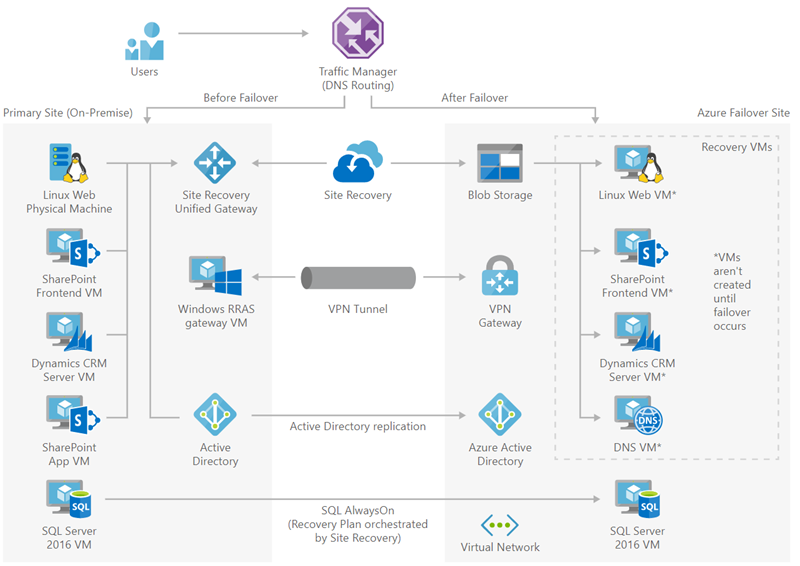 Users
Traffic Manager
(DNS Routing)
Before Failover
After Failover
Primary Site (On-Premise)
Azure Failover Site
Linux Web
Physical Machine
Site Recovery
Unified Gateway
Site Recovery
Blob Storage
Recovery VMs
Linux Web VM*
SharePoint
Frontend VM
Windows RRAS
gateway VM
VPN Tunnel
VPN
Gateway
SharePoint
Frontend VM*
*VMs
aren't
created
until
failover
occurs
Dynamics CRM
Server VM
Dynamics CRM
Server VM*
SharePoint
App VM
Active
Directory
Active Directory replication
Azure Active
Directory
DNS
DNS VM*
SQL
SQL Server
2016 VM
SQL AlwaysOn
(Recovery Plan orchestrated
by Site Recovery)
Virtual Network
SQL
SQL Server
2016 VM